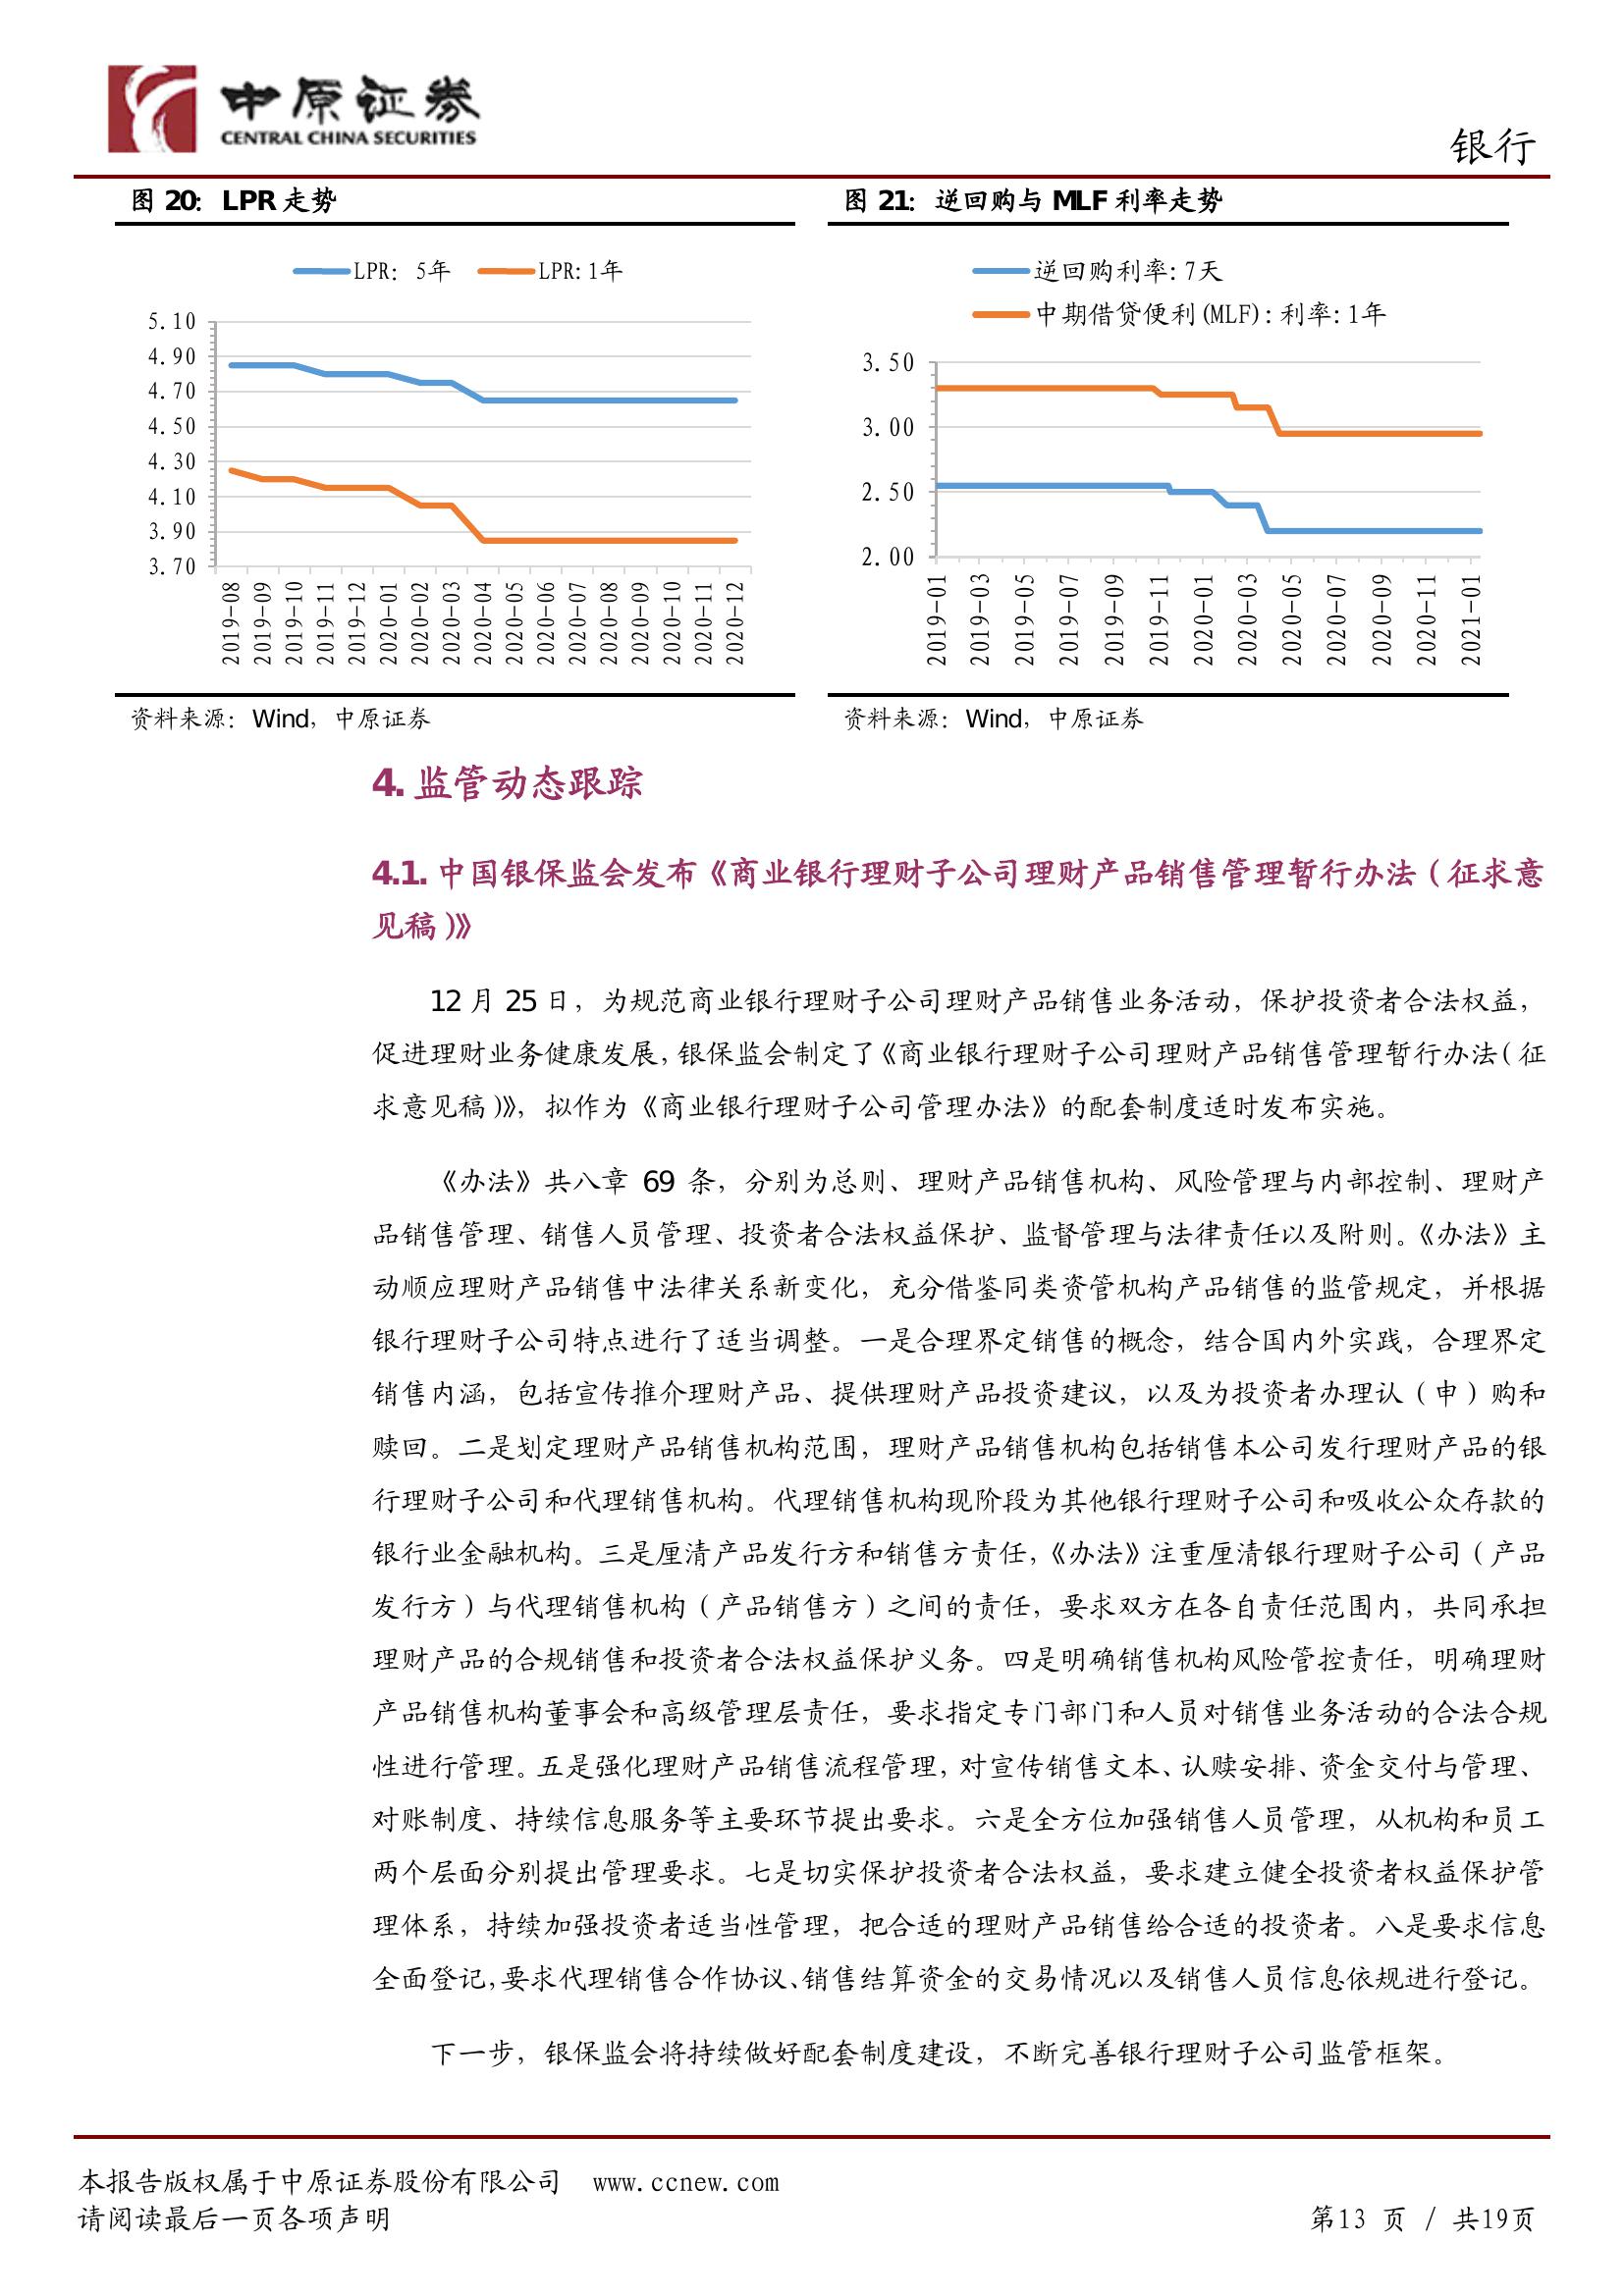 中原证券
CENTRAL CHINA SECURITIES
银行
图 20: LPR 走势
LPR: 5年 LPR:1年
5.10
4.90
4.70
4.50
4.30
4.10
3.90
3.70
2019-08 2019-09 2019-10 2019-11 2019-12 2020-01 2020-02 2020-03 2020-04 2020-05 2020-06 2020-07 2020-08 2020-09 2020-10 2020-11 2020-12
资料来源：Wind，中原证券
图 21: 逆回购与 MLF 利率走势
逆回购利率:7天
中期借贷便利(MLF):利率:1年
3.50
3.00
2.50
2.00
2019-01 2019-03 2019-05 2019-07 2019-09 2019-11 2020-01 2020-03 2020-05 2020-07 2020-09 2020-11 2021-01
资料来源：Wind，中原证券
4. 监管动态跟踪
4.1. 中国银保监会发布《商业银行理财子公司理财产品销售管理暂行办法（征求意
见稿）》
12 月 25 日，为规范商业银行理财子公司理财产品销售业务活动，保护投资者合法权益，
促进理财业务健康发展，银保监会制定了《商业银行理财子公司理财产品销售管理暂行办法（征
求意见稿）》，拟作为《商业银行理财子公司管理办法》的配套制度适时发布实施。
《办法》共八章 69 条，分别为总则、理财产品销售机构、风险管理与内部控制、理财产
品销售管理、销售人员管理、投资者合法权益保护、监督管理与法律责任以及附则。《办法》主
动顺应理财产品销售中法律关系新变化，充分借鉴同类资管机构产品销售的监管规定，并根据
银行理财子公司特点进行了适当调整。一是合理界定销售的概念，结合国内外实践，合理界定
销售内涵，包括宣传推介理财产品、提供理财产品投资建议，以及为投资者办理认（申）购和
赎回。二是划定理财产品销售机构范围，理财产品销售机构包括销售本公司发行理财产品的银
行理财子公司和代理销售机构。代理销售机构现阶段为其他银行理财子公司和吸收公众存款的
银行业金融机构。三是厘清产品发行方和销售方责任，《办法》注重厘清银行理财子公司（产品
发行方）与代理销售机构（产品销售方）之间的责任，要求双方在各自责任范围内，共同承担
理财产品的合规销售和投资者合法权益保护义务。四是明确销售机构风险管控责任，明确理财
产品销售机构董事会和高级管理层责任，要求指定专门部门和人员对销售业务活动的合法合规
性进行管理。五是强化理财产品销售流程管理，对宣传销售文本、认赎安排、资金交付与管理、
对账制度、持续信息服务等主要环节提出要求。六是全方位加强销售人员管理，从机构和员工
两个层面分别提出管理要求。七是切实保护投资者合法权益，要求建立健全投资者权益保护管
理体系，持续加强投资者适当性管理，把合适的理财产品销售给合适的投资者。八是要求信息
全面登记，要求代理销售合作协议、销售结算资金的交易情况以及销售人员信息依规进行登记。
下一步，银保监会将持续做好配套制度建设，不断完善银行理财子公司监管框架。
本报告版权属于中原证券股份有限公司 www.ccnew.com
请阅读最后一页各项声明
第13 页 / 共19页